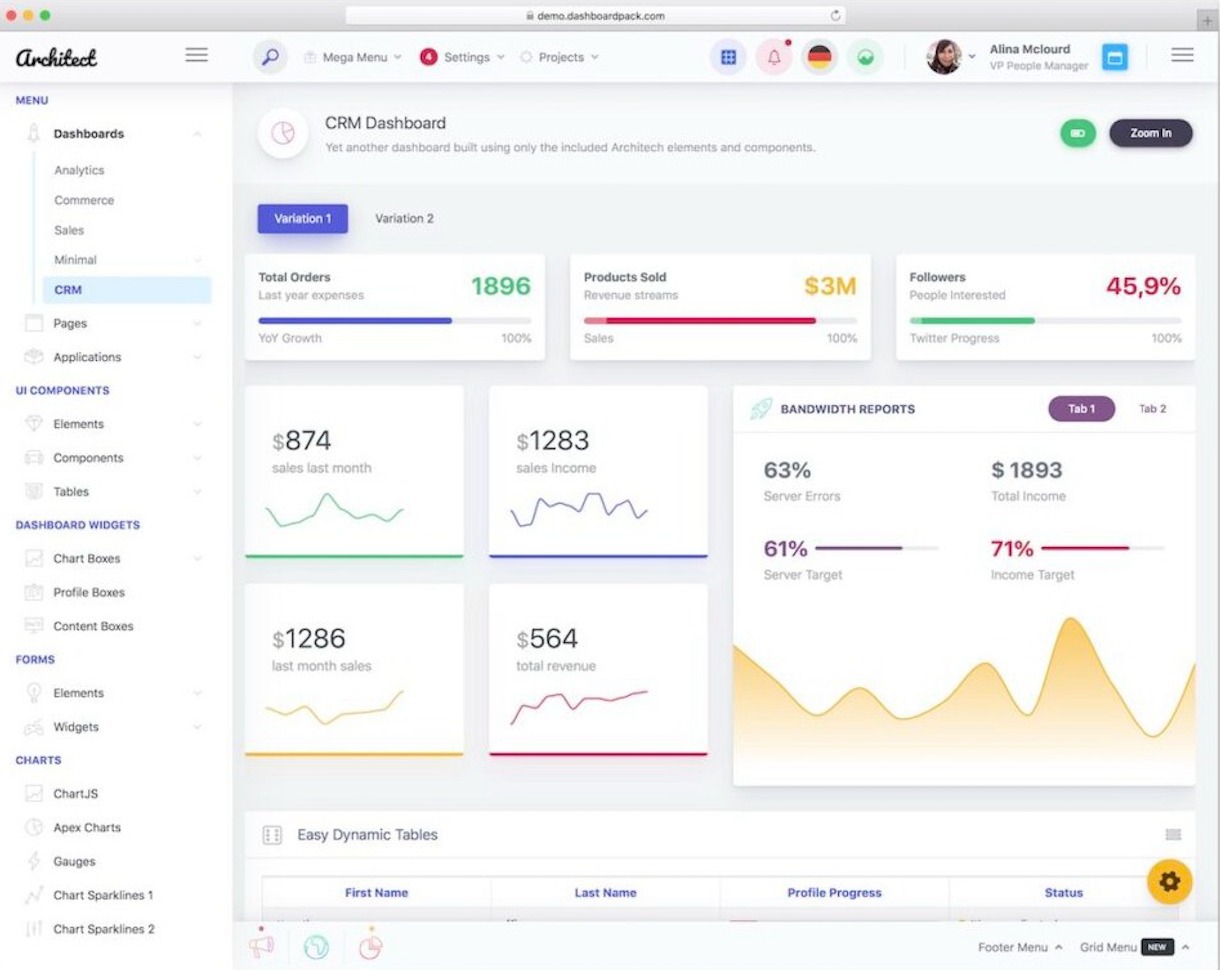 demo.dashboardpack.com
Architect
Mega Menu
4
Settings
Projects
Alina Mclourd
VP People Manager
MENU
Dashboards
Analytics
Commerce
Sales
Minimal
CRM
Pages
Applications
UI COMPONENTS
Elements
Components
Tables
DASHBOARD WIDGETS
Chart Boxes
Profile Boxes
Content Boxes
FORMS
Elements
Widgets
CHARTS
ChartJS
Apex Charts
Gauges
Chart Sparklines 1
Chart Sparklines 2
CRM Dashboard
Yet another dashboard built using only the included Architech elements and components.
Zoom In
Variation 1
Variation 2
Total Orders
Last year expenses
1896
YoY Growth
100%
Products Sold
Revenue streams
$3M
Sales
100%
Followers
People Interested
45,9%
Twitter Progress
100%
$874
sales last month
$1283
sales Income
$1286
last month sales
$564
total revenue
BANDWIDTH REPORTS
Tab 1
Tab 2
63%
Server Errors
$ 1893
Total Income
61%
Server Target
71%
Income Target
Easy Dynamic Tables
First Name
Last Name
Profile Progress
Status
Footer Menu
Grid Menu
NEW